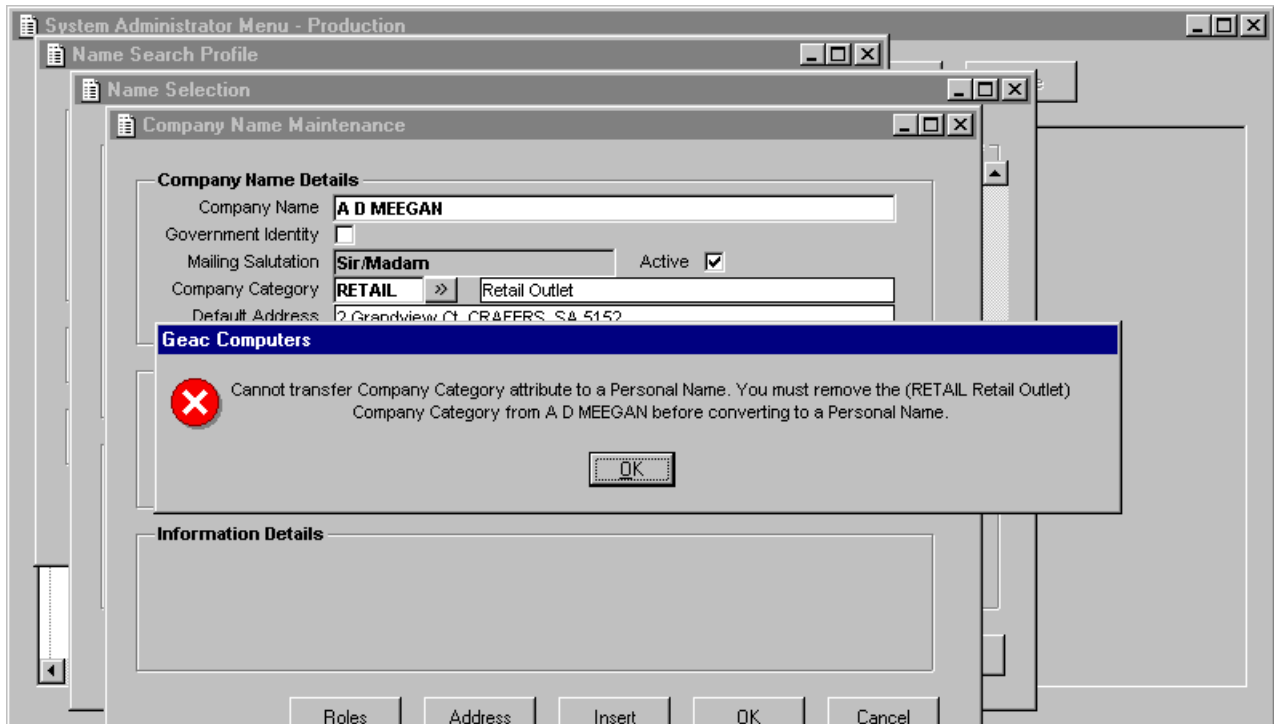 System Administrator Menu - Production
Name Search Profile
Name Selection
Company Name Maintenance
Company Name Details
Company Name A D MEEGAN
Government Identity
Mailing Salutation Sir/Madam Active
Company Category RETAIL » Retail Outlet
Default Address 2 Grandview Ct, CRAFERS, SA 5152
Geac Computers
Cannot transfer Company Category attribute to a Personal Name. You must remove the (RETAIL Retail Outlet)
Company Category from A D MEEGAN before converting to a Personal Name.
OK
Information Details
Roles Address Insert OK Cancel